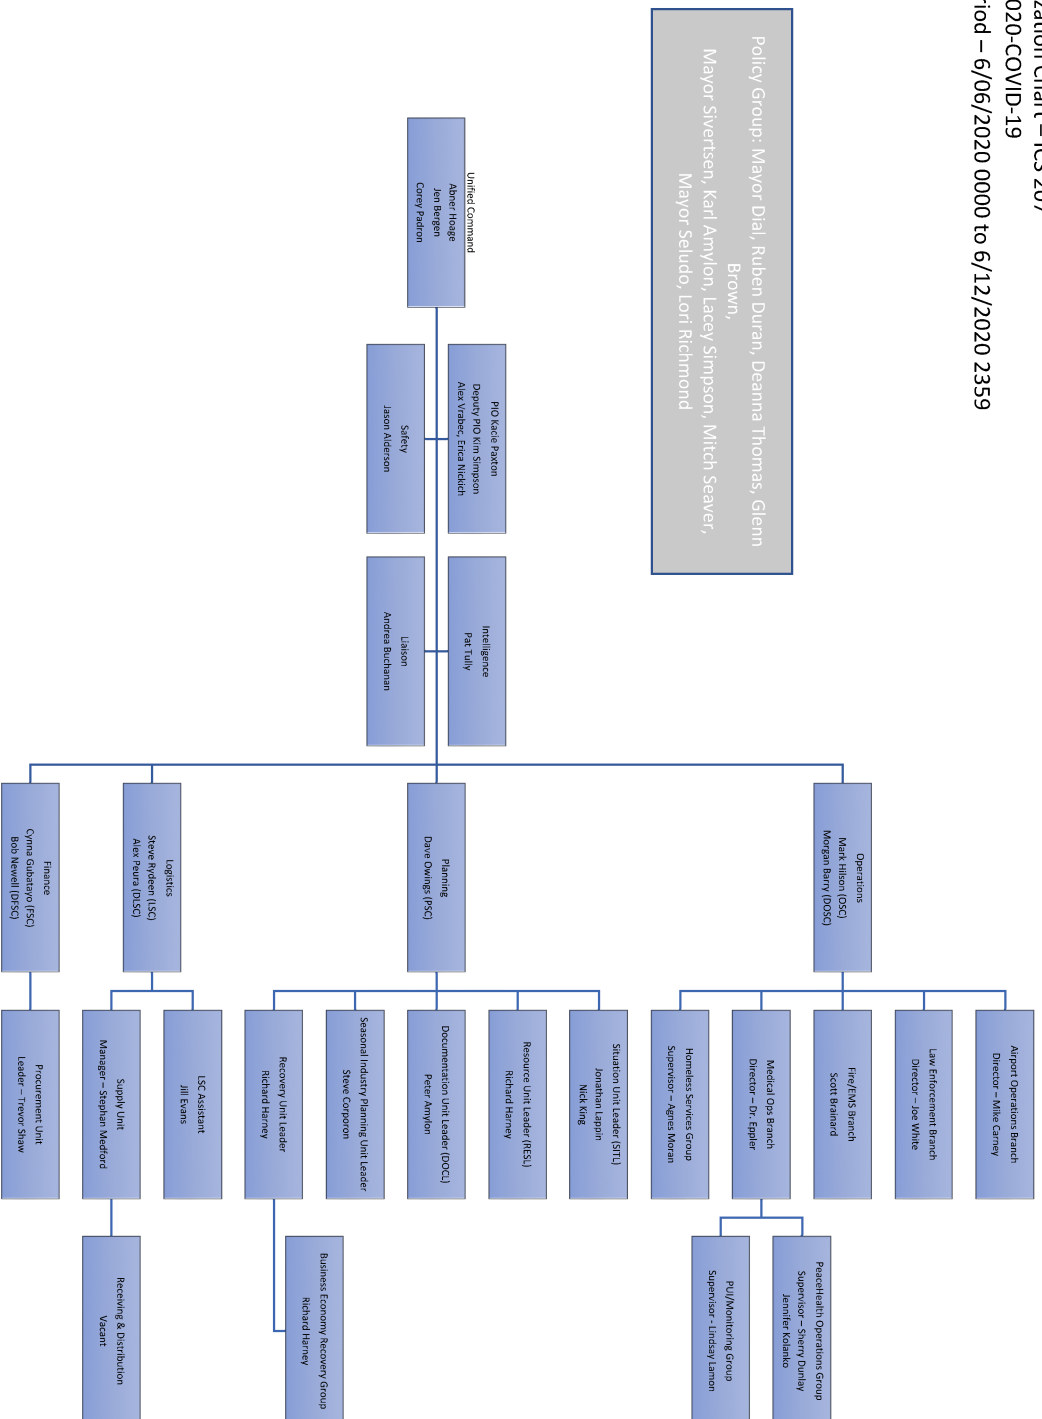 zation Chart – ICS 207
020-COVID-19
riod – 6/06/2020 0000 to 6/12/2020 2359
Policy Group: Mayor Dial, Ruben Duran, Deanna Thomas, Glenn
Brown,
Mayor Sivertsen, Karl Amylon, Lacey Simpson, Mitch Seaver,
Mayor Seludo, Lori Richmond
Unified Command
Abner Hoage
Jen Bergen
Corey Padron
PIO Kacie Paxton
Deputy PIO Kim Simpson
Alex Vrabec, Erica Nickich
Safety
Jason Alderson
Intelligence
Pat Tully
Liaison
Andrea Buchanan
Operations
Mark Hilson (OSC)
Morgan Barry (DOSC)
Planning
Dave Owings (PSC)
Logistics
Steve Rydeen (LSC)
Alex Peura (DLSC)
Finance
Cynna Gubatayo (FSC)
Bob Newell (DFSC)
Airport Operations Branch
Director – Mike Carney
Law Enforcement Branch
Director – Joe White
Fire/EMS Branch
Scott Brainard
Medical Ops Branch
Director – Dr. Eppler
Homeless Services Group
Supervisor – Agnes Moran
Situation Unit Leader (SITL)
Jonathan Lappin
Nick King
Resource Unit Leader (RESL)
Richard Harney
Documentation Unit Leader (DOCL)
Peter Amylon
Seasonal Industry Planning Unit Leader
Steve Corporon
Recovery Unit Leader
Richard Harney
LSC Assistant
Jill Evans
Supply Unit
Manager – Stephan Medford
Procurement Unit
Leader – Trevor Shaw
PeaceHealth Operations Group
Supervisor – Sherry Dunlay
Jennifer Kolanko
PUI/Monitoring Group
Supervisor - Lindsay Lamon
Business Economy Recovery Group
Richard Harney
Receiving & Distribution
Vacant